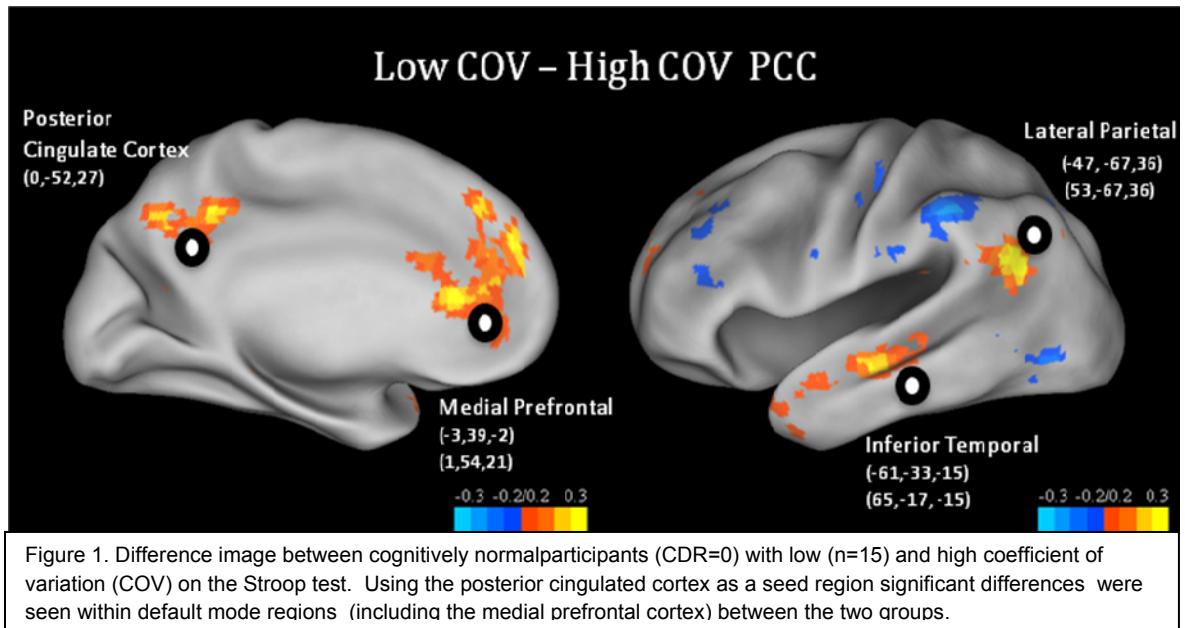 Low COV – High COV PCC
Posterior
Cingulate Cortex
(0,-52,27)
Lateral Parietal
(-47, -67,36)
(53,-67,36)
Medial Prefrontal
(-3,39,-2)
(1,54,21)
Inferior Temporal
(-61,-33,-15)
(65,-17,-15)
-0.3 -0.2/0.2 0.3
-0.3 -0.2/0.2 0.3
Figure 1. Difference image between cognitively normalparticipants (CDR=0) with low (n=15) and high coefficient of
variation (COV) on the Stroop test. Using the posterior cingulated cortex as a seed region significant differences were
seen within default mode regions (including the medial prefrontal cortex) between the two groups.